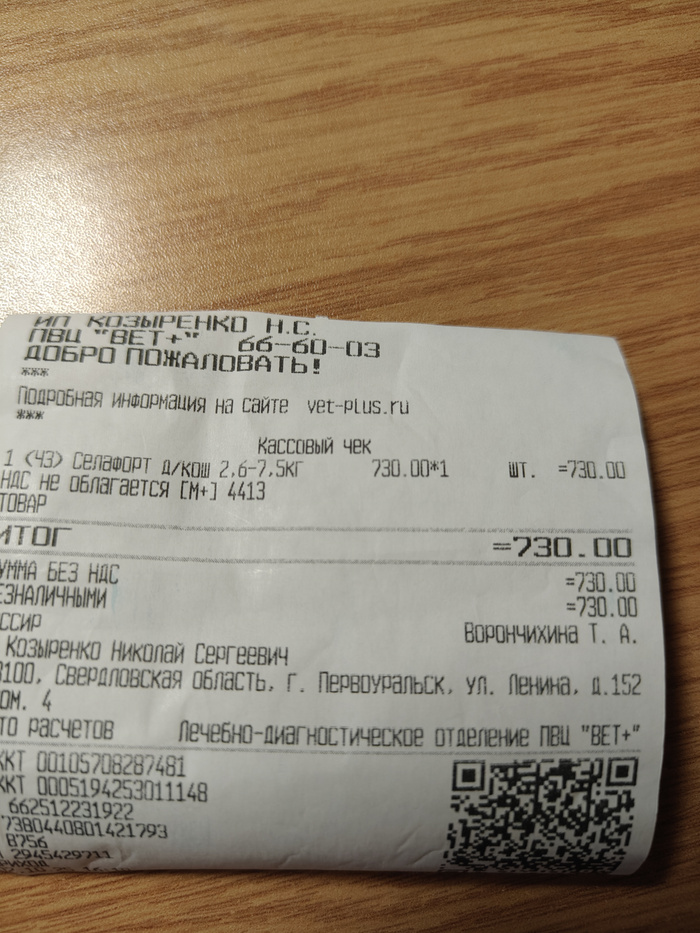 ИП КОЗЫРЕНКО Н.С.
ПВЦ "ВЕТ+" 66-60-03
ДОБРО ПОЖАЛОВАТЬ!
***
Подробная информация на сайте vet-plus.ru
***
Кассовый чек
1 (ЧЗ) Селафорт д/кош 2,6-7,5кг 730.00*1 шт. =730.00
НДС не облагается [М+] 4413
ТОВАР
ИТОГ =730.00
УММА БЕЗ НДС =730.00
ЕЗНАЛИЧНЫМИ =730.00
ССИР Ворончихина Т. А.
Козыренко Николай Сергеевич
3100, Свердловская область, г. Первоуральск, ул. Ленина, д.152
ом. 4
то расчетов Лечебно-диагностическое отделение ПВЦ "ВЕТ+"
ККТ 00105708287481
ККТ 0005194253011148
662512231922
7380440801421793
8756
2945429711